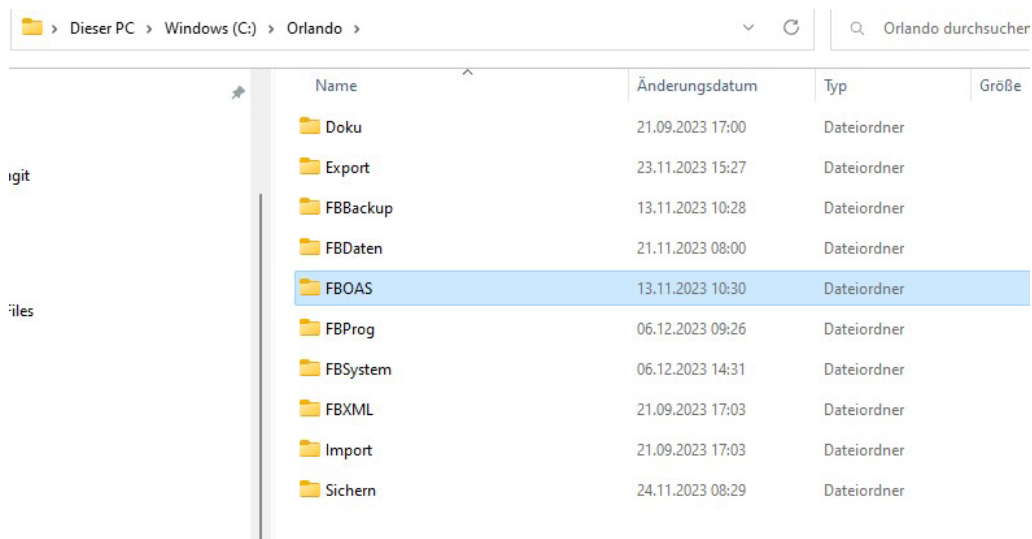 Dieser PC > Windows (C:) > Orlando > Orlando durchsuchen
Name Änderungsdatum Typ Größe
Doku 21.09.2023 17:00 Dateiordner
Export 23.11.2023 15:27 Dateiordner
FBBackup 13.11.2023 10:28 Dateiordner
FBDaten 21.11.2023 08:00 Dateiordner
FBOAS 13.11.2023 10:30 Dateiordner
FBProg 06.12.2023 09:26 Dateiordner
FBSystem 06.12.2023 14:31 Dateiordner
FBXML 21.09.2023 17:03 Dateiordner
Import 21.09.2023 17:03 Dateiordner
Sichern 24.11.2023 08:29 Dateiordner